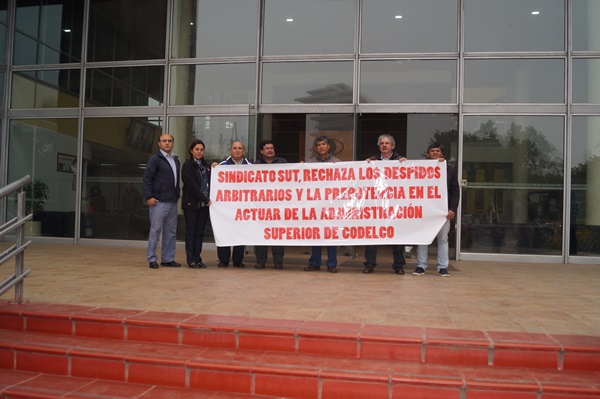 SINDICATO SUT, RECHAZA LOS DESPIDOS
ARBITRARIOS Y LA PREPOTENCIA EN EL
ACTUAR DE LA ADMINISTRACIÓN
SUPERIOR DE CODELCO